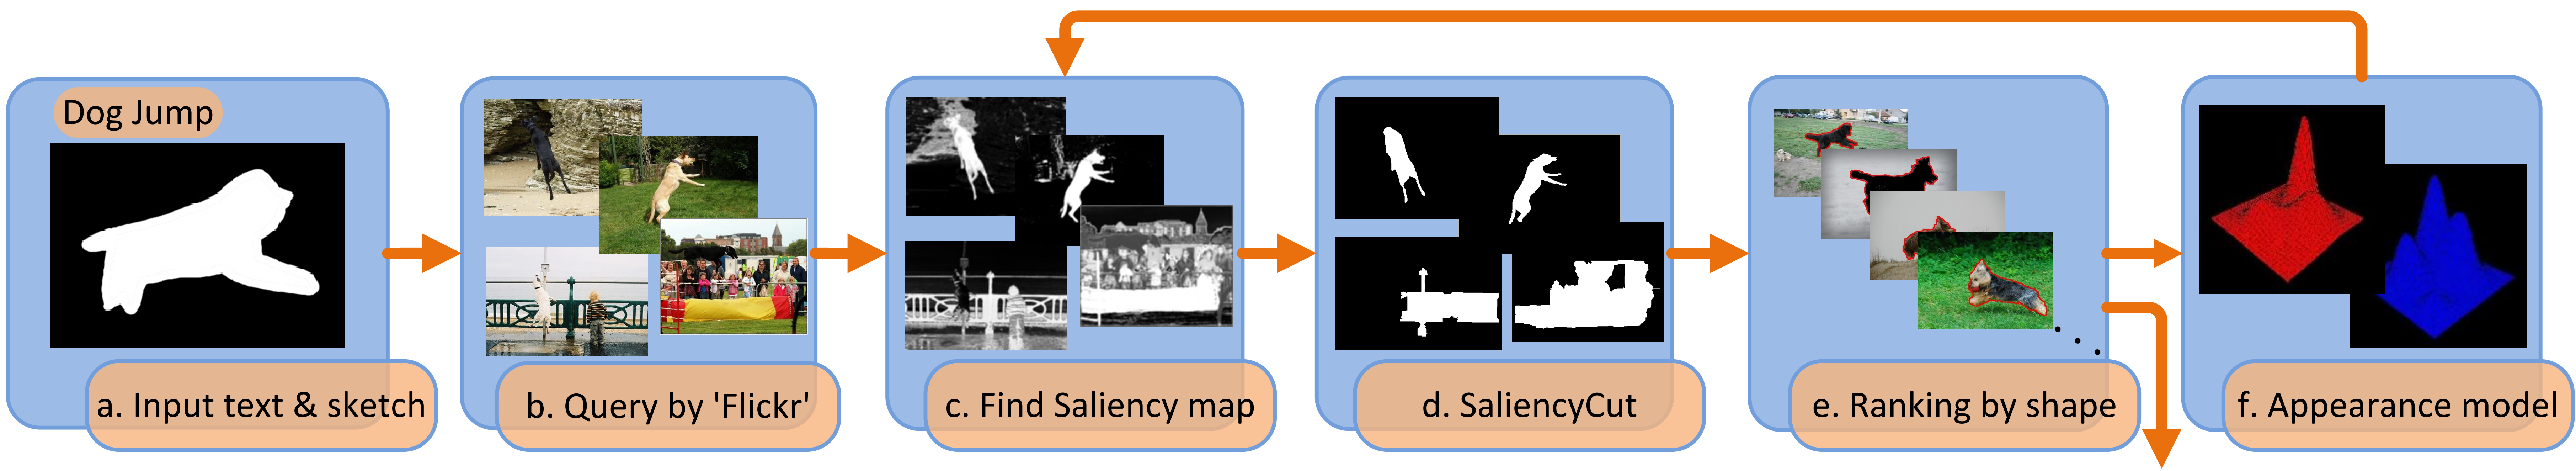 Dog Jump
a. Input text & sketch
b. Query by 'Flickr'
c. Find Saliency map
d. SaliencyCut
e. Ranking by shape
f. Appearance model